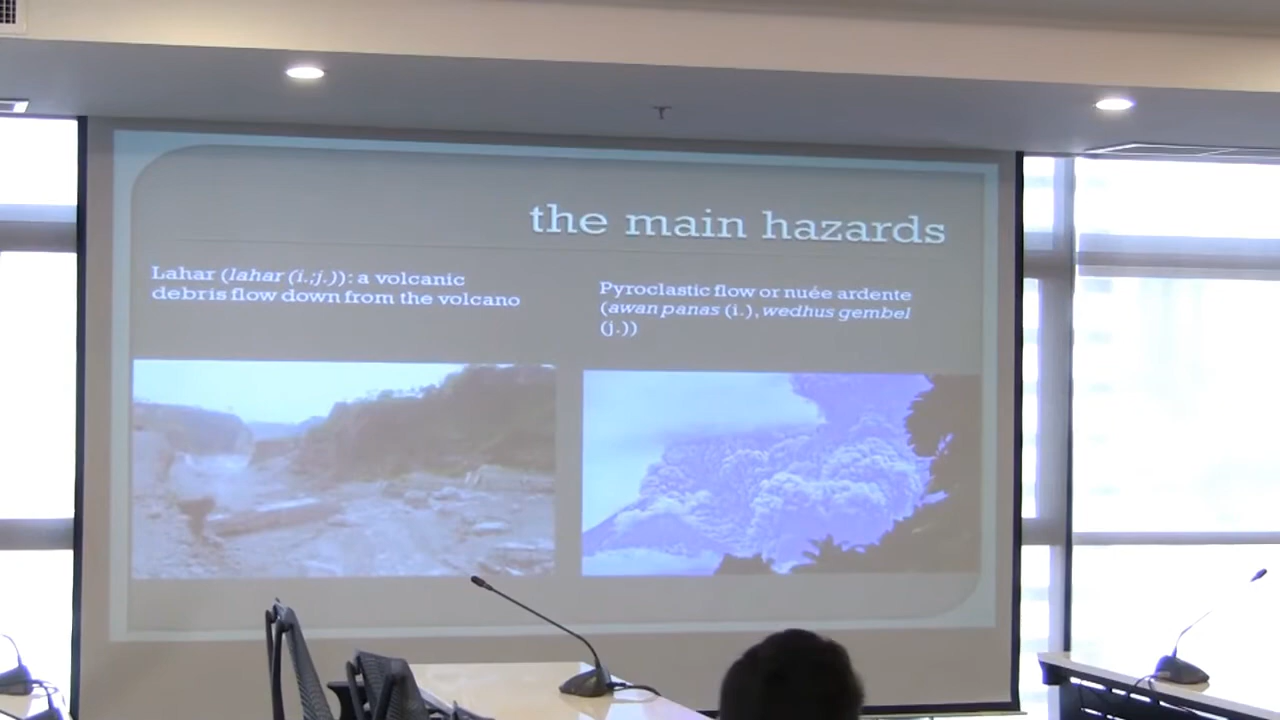 the main hazards
Lahar (lahar (i.;j.)): a volcanic
debris flow down from the volcano
Pyroclastic flow or nuée ardente
(awan panas (i.), wedhus gembel
(j.))